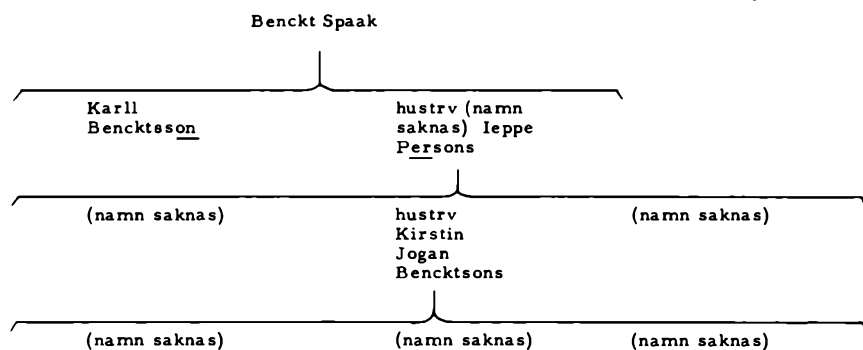 Benckt Spaak
Karll
Bencktsson
hustrv (namn
saknas) Ieppe
Persons
(namn saknas)
hustrv
Kirstin
Jogan
Bencktsons
(namn saknas)
(namn saknas)
(namn saknas)
(namn saknas)